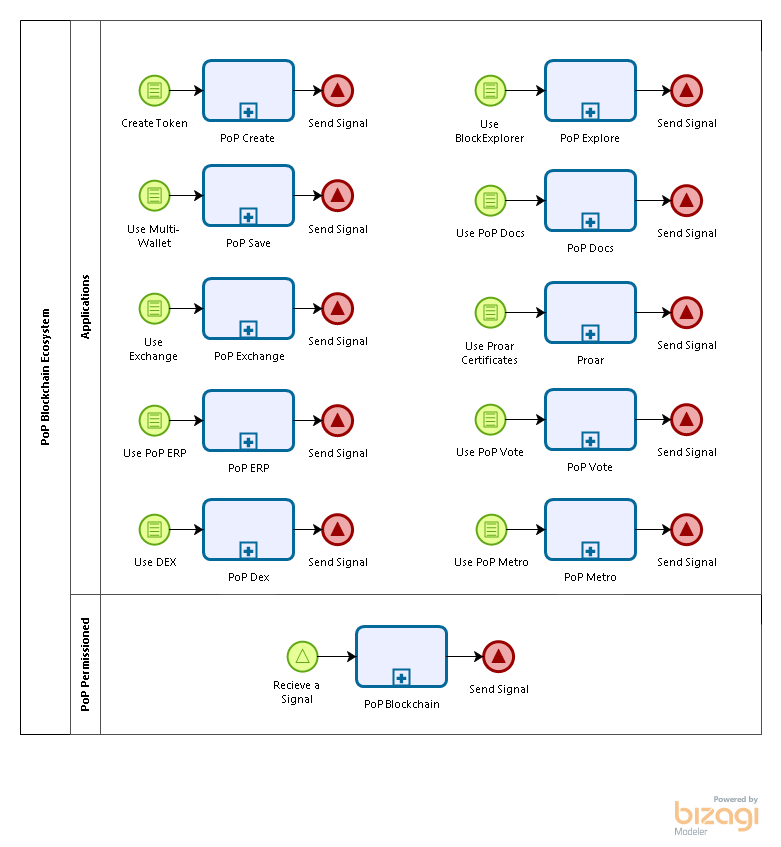 PoP Blockchain Ecosystem
Applications
Create Token
PoP Create
Send Signal
Use
BlockExplorer
PoP Explore
Send Signal
Use Multi-
Wallet
PoP Save
Send Signal
Use PoP Docs
PoP Docs
Send Signal
Use
Exchange
PoP Exchange
Send Signal
Use Proar
Certificates
Proar
Send Signal
Use PoP ERP
PoP ERP
Send Signal
Use PoP Vote
PoP Vote
Send Signal
Use DEX
PoP Dex
Send Signal
Use PoP Metro
PoP Metro
Send Signal
PoP Permissioned
Recieve a
Signal
PoP Blockchain
Send Signal
Powered by
bizagi
Modeler